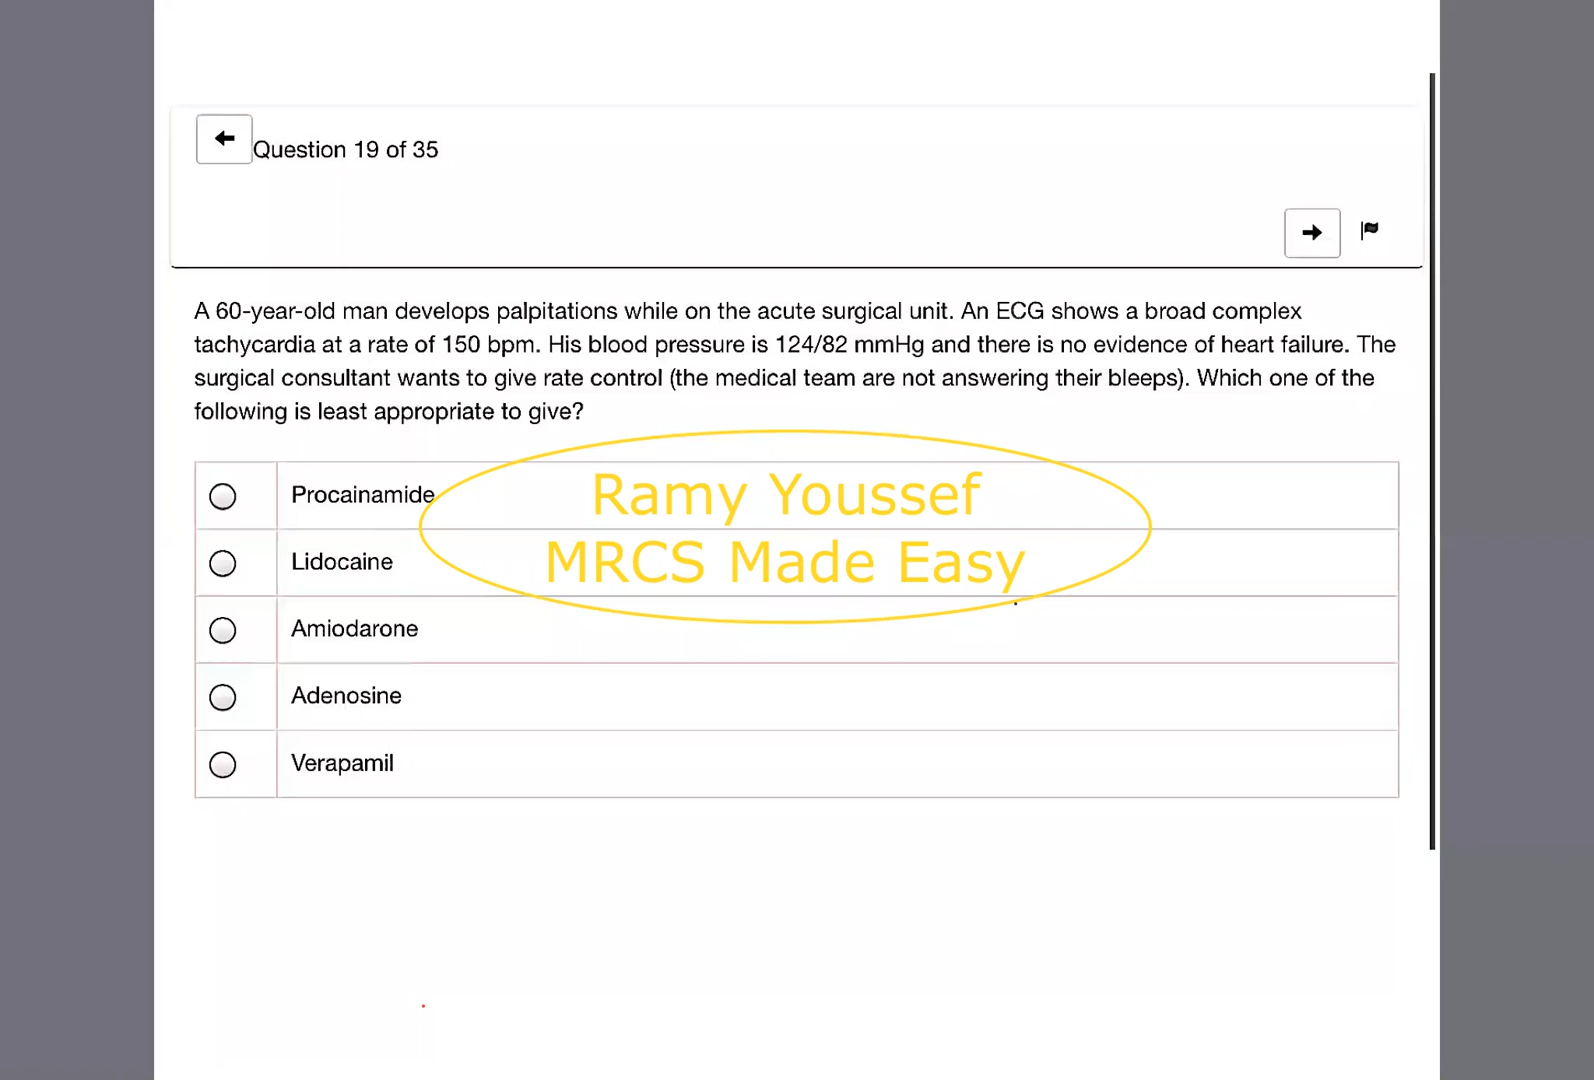 Question 19 of 35
A 60-year-old man develops palpitations while on the acute surgical unit. An ECG shows a broad complex
tachycardia at a rate of 150 bpm. His blood pressure is 124/82 mmHg and there is no evidence of heart failure. The
surgical consultant wants to give rate control (the medical team are not answering their bleeps). Which one of the
following is least appropriate to give?
Procainamide
Ramy Youssef
Lidocaine
MRCS Made Easy
Amiodarone
Adenosine
Verapamil